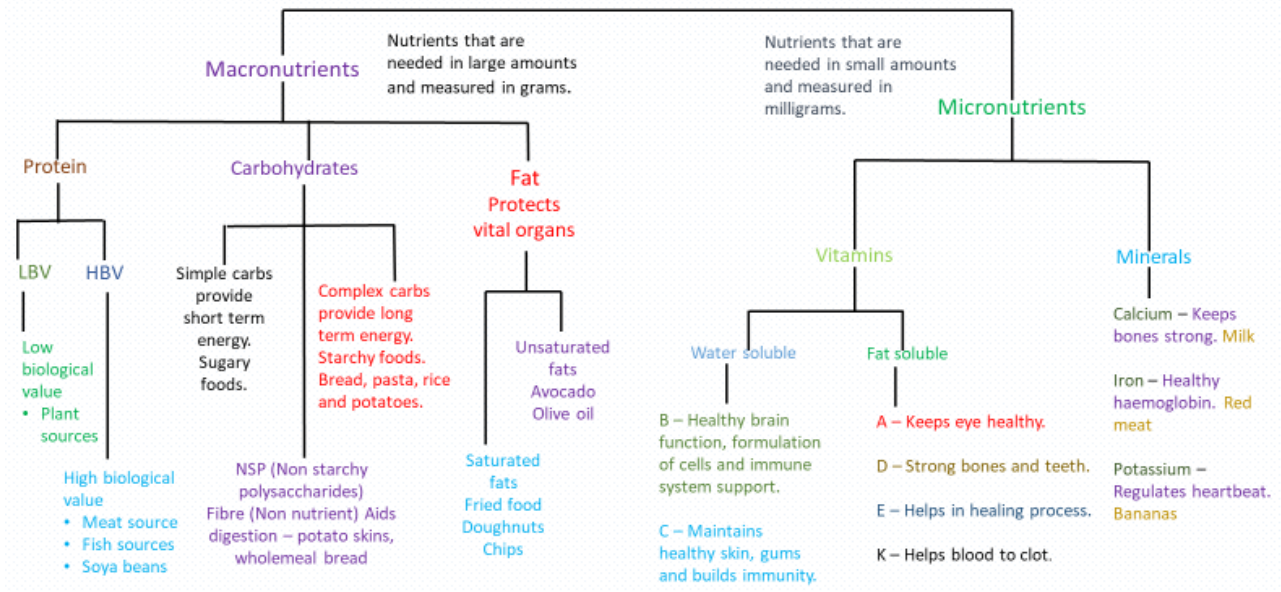 Nutrients that are
needed in large amounts
and measured in grams.
Nutrients that are
needed in small amounts
and measured in
milligrams.
Macronutrients
Micronutrients
Protein
Carbohydrates
Fat
Protects
vital organs
LBV
HBV
Low
biological
value
• Plant
sources
High biological
value
• Meat source
• Fish sources
• Soya beans
Simple carbs
provide
short term
energy.
Sugary
foods.
NSP (Non starchy
polysaccharides)
Fibre (Non nutrient) Aids
digestion – potato skins,
wholemeal bread
Complex carbs
provide long
term energy.
Starchy foods.
Bread, pasta, rice
and potatoes.
Saturated
fats
Fried food
Doughnuts
Chips
Unsaturated
fats
Avocado
Olive oil
Vitamins
Minerals
Water soluble
Fat soluble
B – Healthy brain
function, formulation
of cells and immune
system support.
C – Maintains
healthy skin, gums
and builds immunity.
A – Keeps eye healthy.
D – Strong bones and teeth.
E – Helps in healing process.
K – Helps blood to clot.
Calcium – Keeps
bones strong. Milk
Iron – Healthy
haemoglobin. Red
meat
Potassium –
Regulates heartbeat.
Bananas